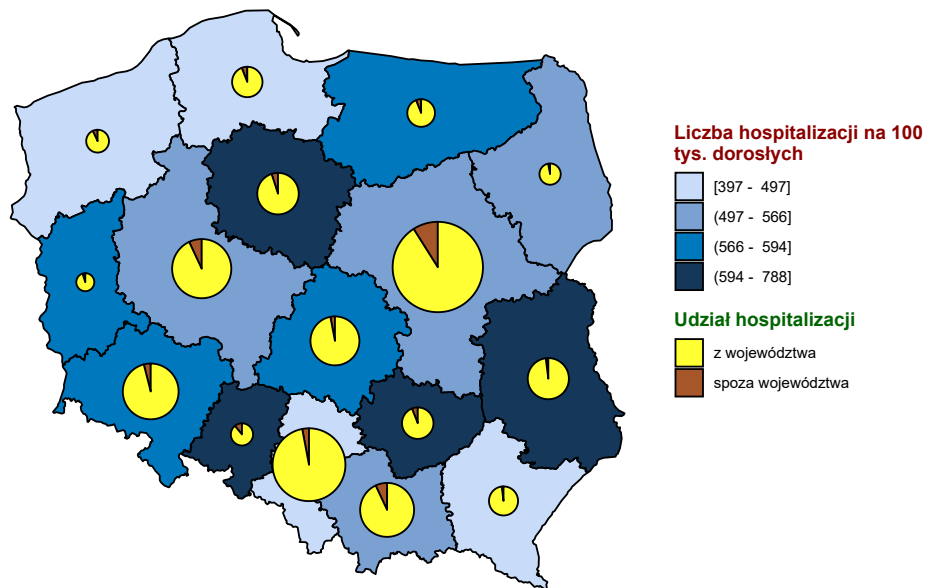 Liczba hospitalizacji na 100
tys. dorosłych
[397 - 497]
(497 - 566]
(566 - 594]
(594 - 788]
Udział hospitalizacji
z województwa
spoza województwa